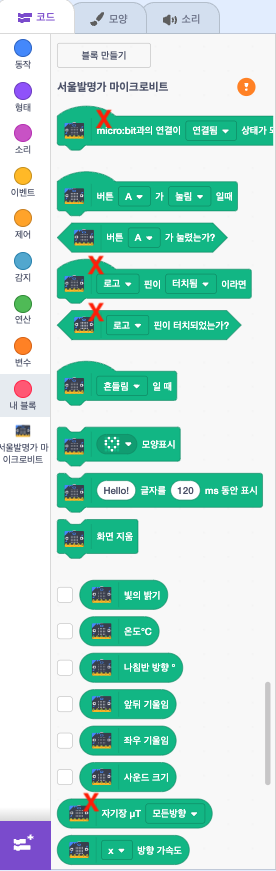 코드
모양
소리
동작
형태
소리
이벤트
제어
감지
연산
변수
내 블록
서울발명가 마
이크로비트
블록 만들기
서울발명가 마이크로비트
micro:bit과의 연결이 연결됨 상태가 되
버튼 A 가 눌림 일때
버튼 A 가 눌렸는가?
로고 핀이 터치됨 이라면
로고 핀이 터치되었는가?
흔들림 일 때
모양표시
Hello! 글자를 120 ms 동안 표시
화면 지움
빛의 밝기
온도℃
나침반 방향 °
앞뒤 기울임
좌우 기울임
사운드 크기
자기장 µT 모든방향
x 방향 가속도